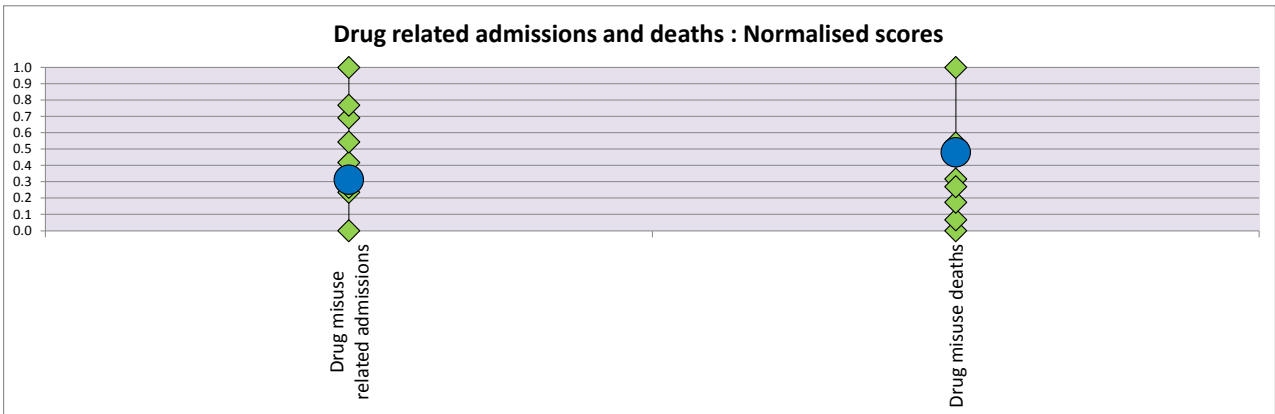 Drug related admissions and deaths : Normalised scores
1.0
0.9
0.8
0.7
0.6
0.5
0.4
0.3
0.2
0.1
0.0
Drug misuse
related admissions
Drug misuse deaths